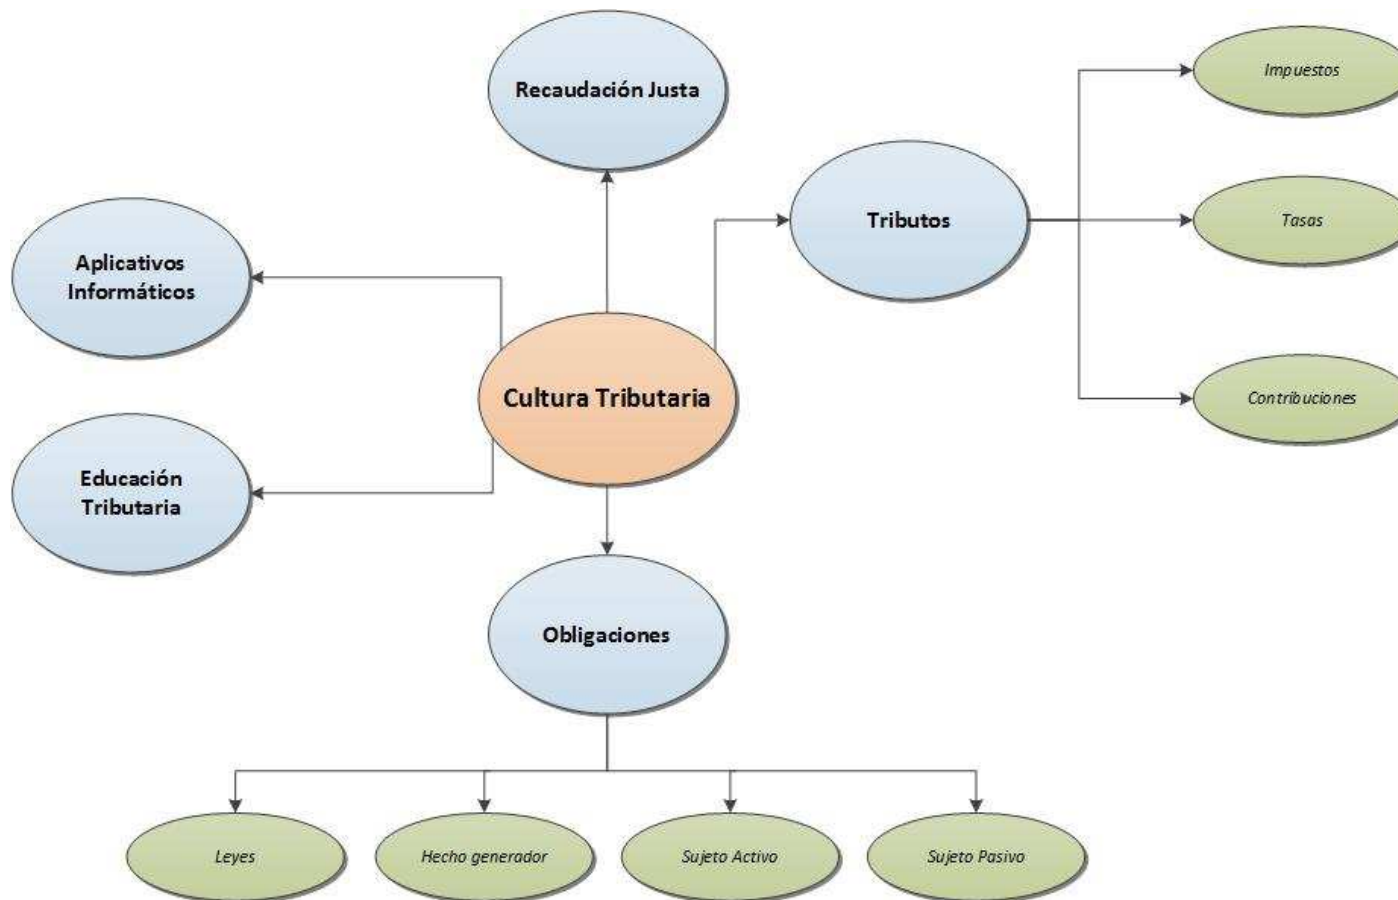 Recaudación Justa
Impuestos
Tributos
Tasas
Aplicativos
Informáticos
Cultura Tributaria
Contribuciones
Educación
Tributaria
Obligaciones
Leyes
Hecho generador
Sujeto Activo
Sujeto Pasivo